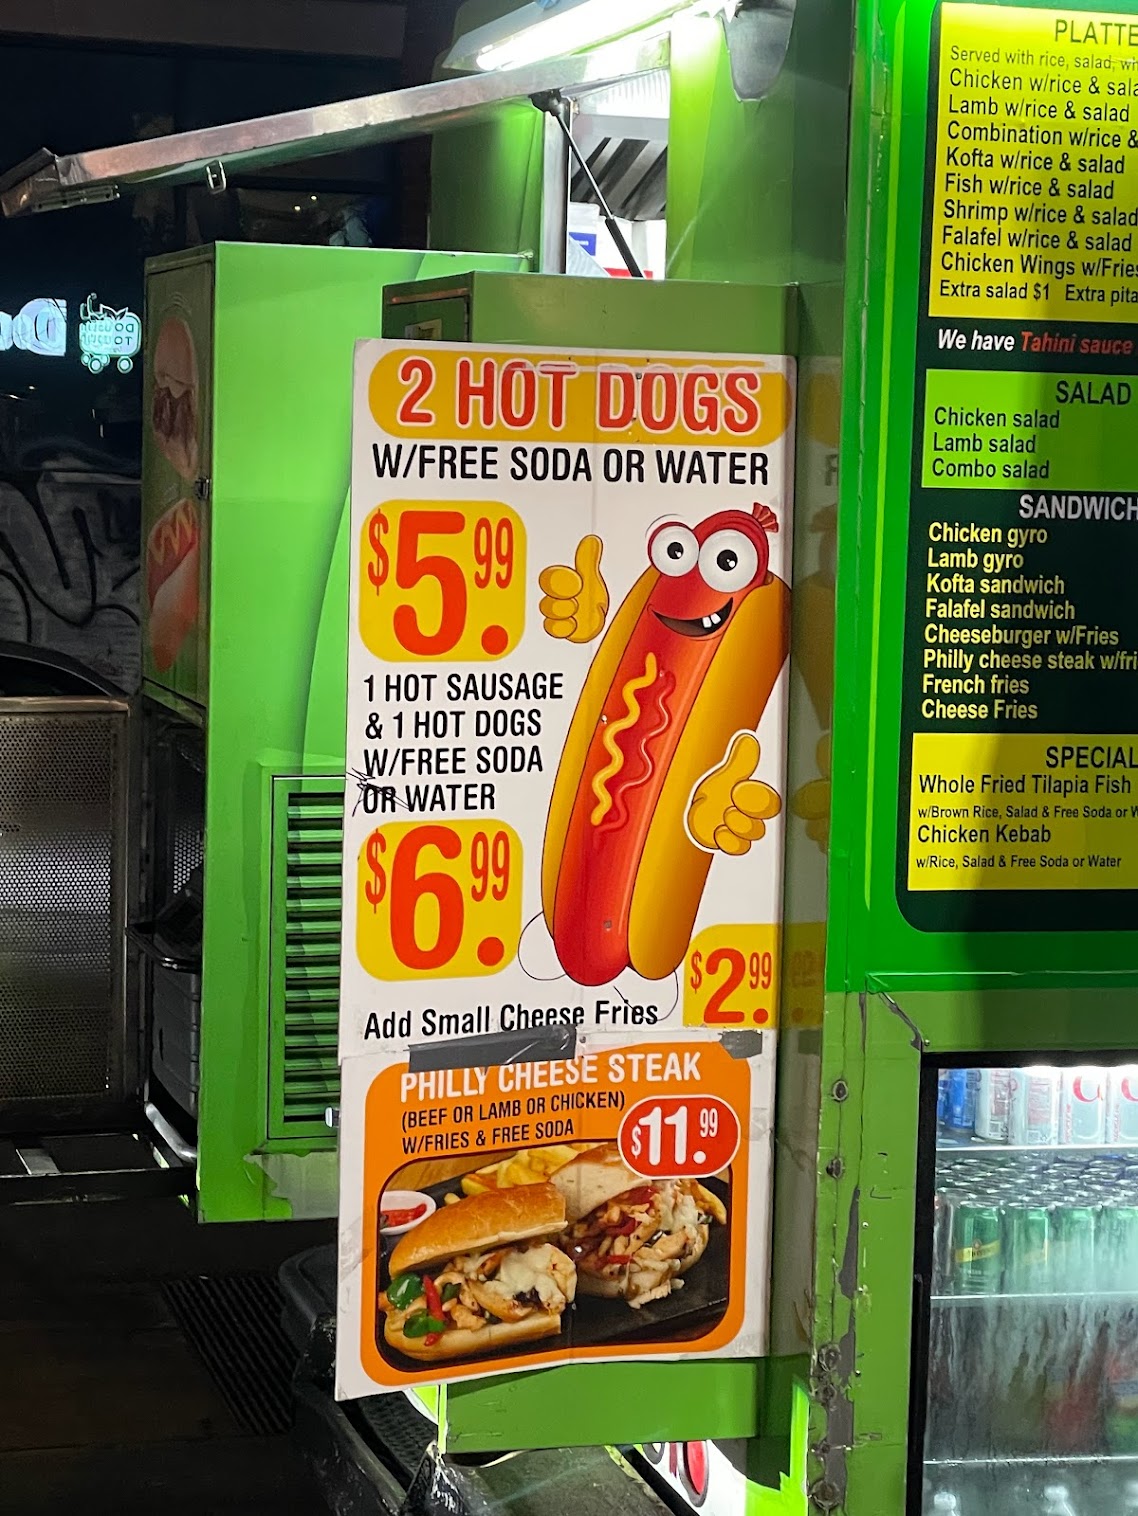 2 HOT DOGS
W/FREE SODA OR WATER
$5.99
1 HOT SAUSAGE
& 1 HOT DOGS
W/FREE SODA
OR WATER
$6.99
Add Small Cheese Fries
$2.99
PHILLY CHEESE STEAK
(BEEF OR LAMB OR CHICKEN)
W/FRIES & FREE SODA
$11.99
Served with rice, salad,
Chicken w/rice &
Lamb w/rice & salad
Combination w/rice &
Kofta w/rice & salad
Fish w/rice & salad
Shrimp w/rice & salad
Falafel w/rice & salad
Chicken Wings w/Fries
Extra salad $1 Extra pita
We have Tahini sauce
SALAD
Chicken salad
Lamb salad
Combo salad
SANDWICH
Chicken gyro
Lamb gyro
Kofta sandwich
Falafel sandwich
Cheeseburger w/Fries
Philly cheese steak
French fries
Cheese Fries
SPECIAL
Whole Fried Tilapia Fish
w/Brown Rice, Salad & Free Soda or
Chicken Kebab
w/Rice, Salad & Free Soda or Water